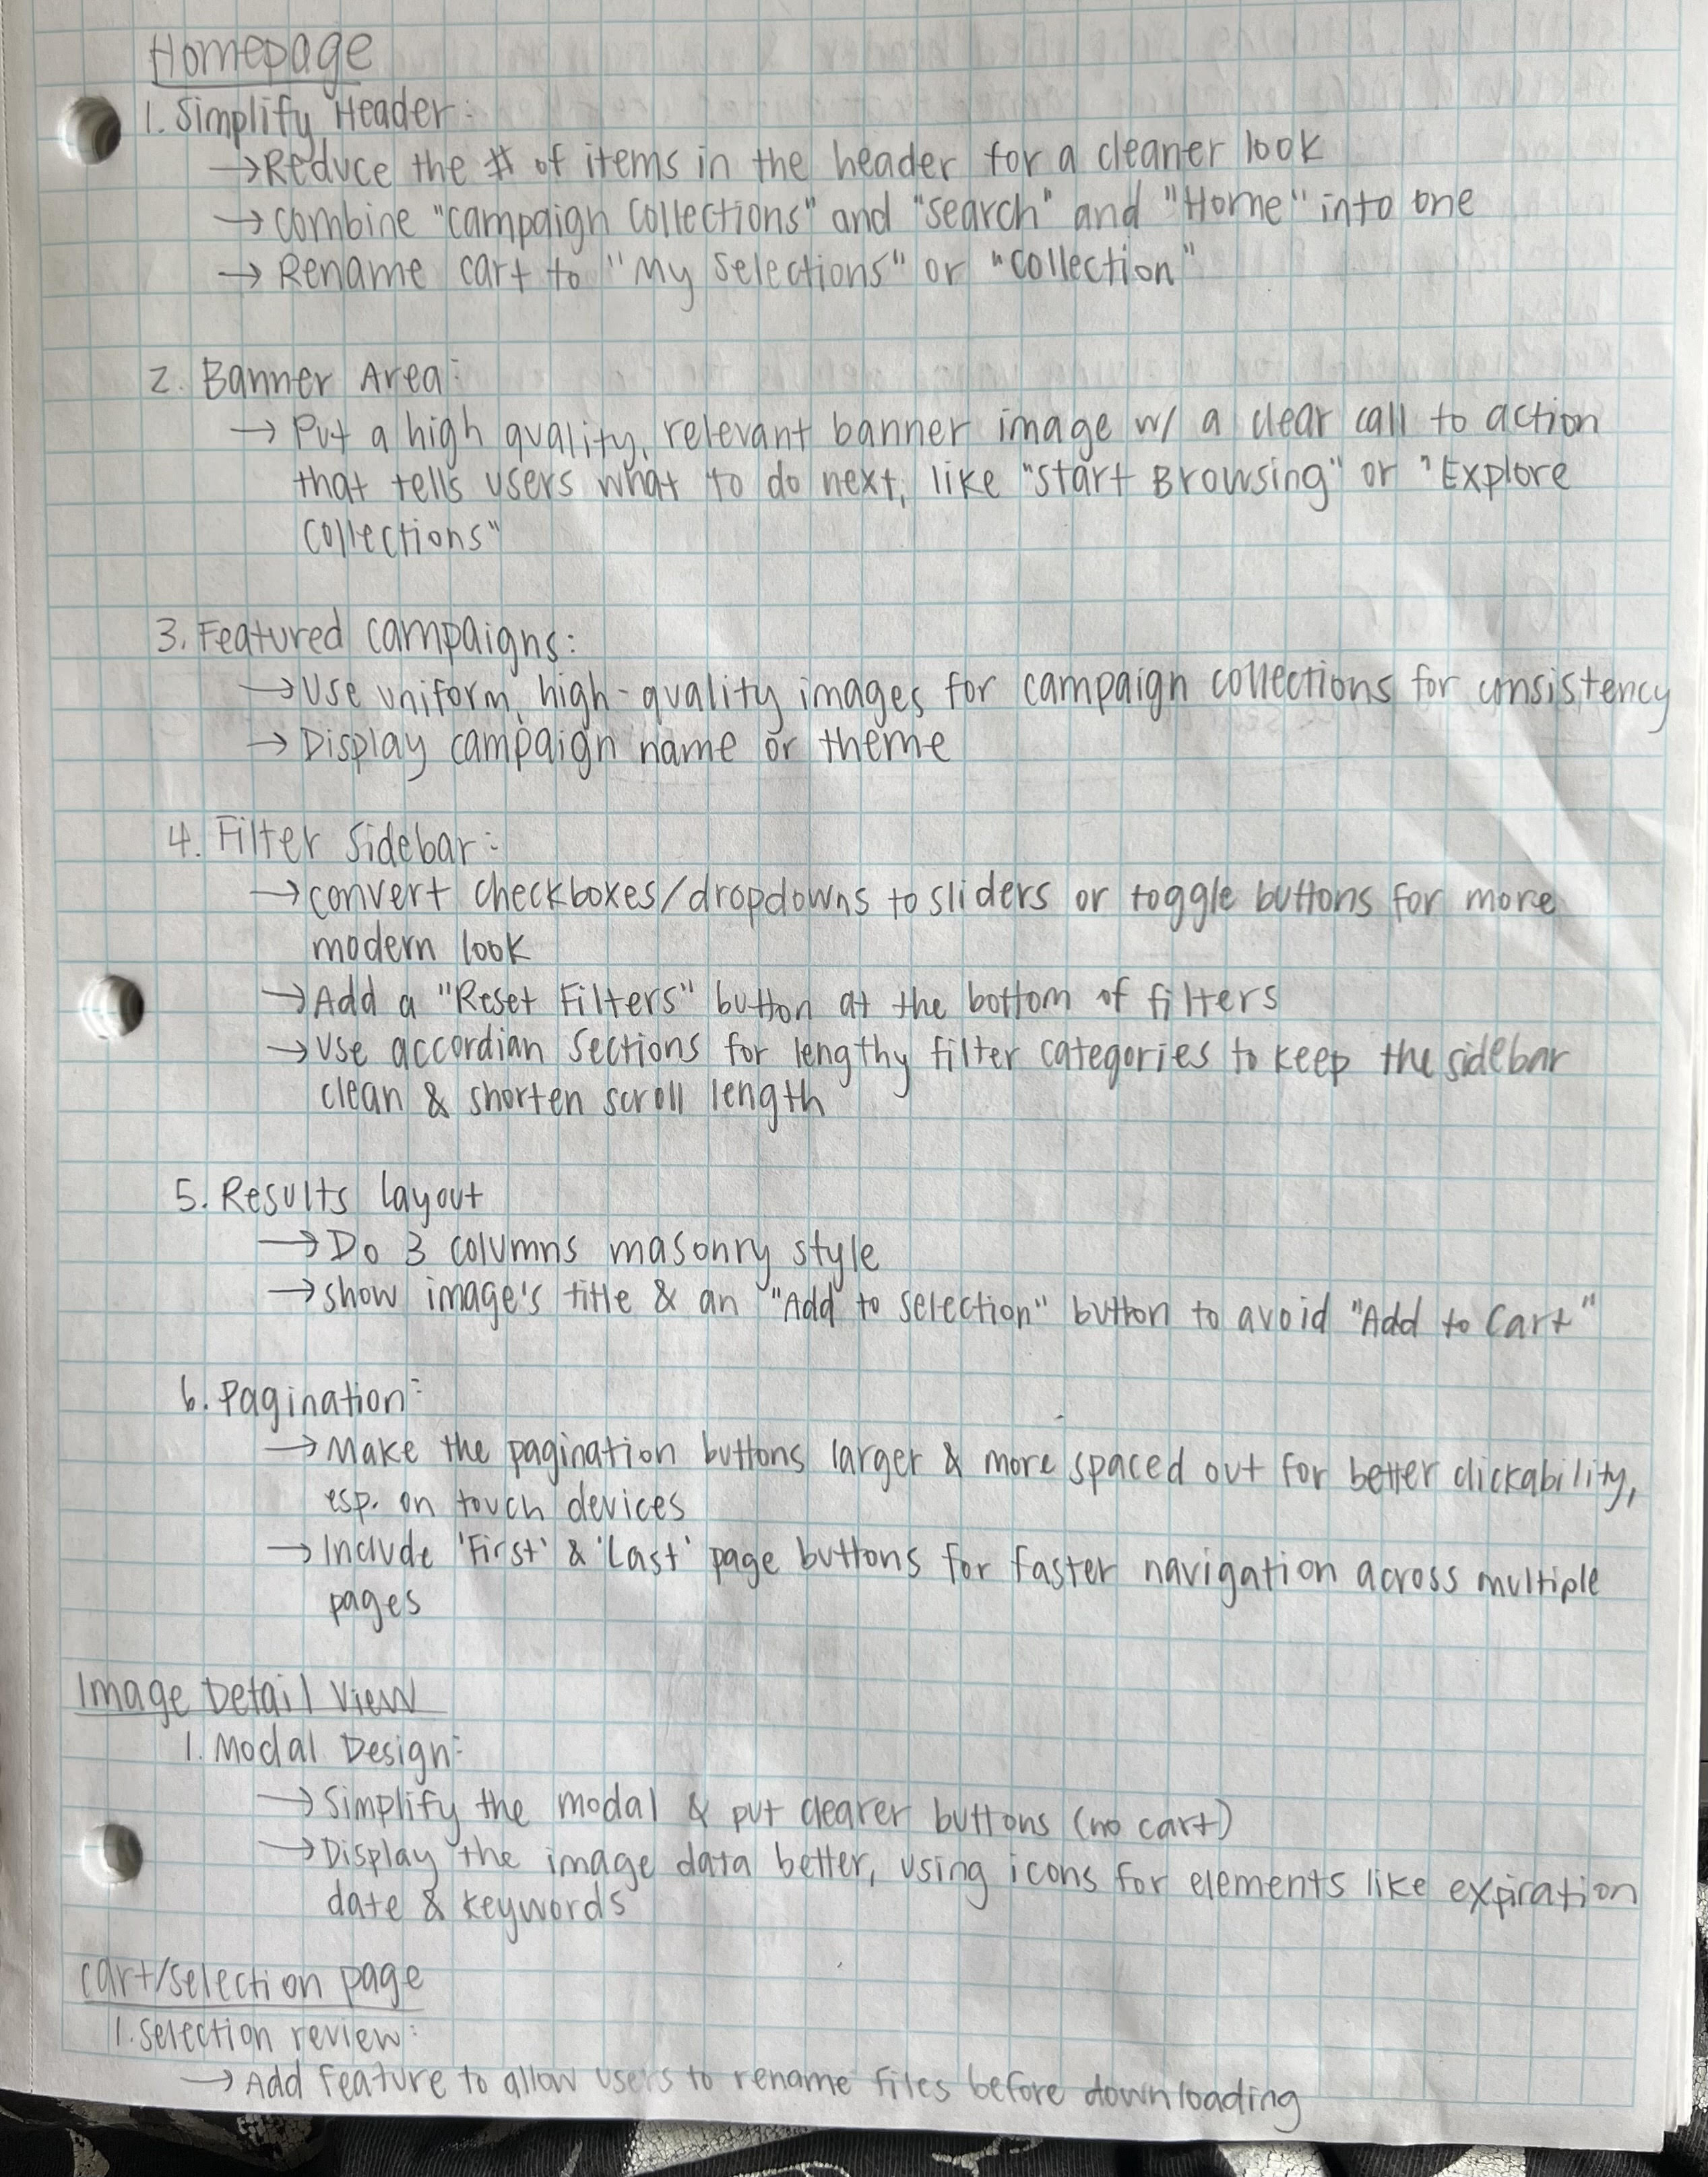 Homepage
1. Simplify Header:
→ Reduce the # of items in the header for a cleaner look
→ combine "campaign collections" and "search" and "Home" into one
→ Rename cart to "My Selections" or "collection"
2. Banner Area:
→ Put a high quality, relevant banner image w/ a clear call to action
that tells users what to do next, like "Start Browsing" or "Explore
Collections"
3. Featured campaigns:
→ Use uniform, high-quality images for campaign collections for consistency
→ Display campaign name or theme
4. Filter Sidebar:
→ convert checkboxes/dropdowns to sliders or toggle buttons for more
modern look
→ Add a "Reset Filters" button at the bottom of filters
→ Use accordian sections for lengthy filter categories to keep the sidebar
clean & shorten scroll length
5. Results layout
→ Do 3 columns masonry style
→ show image's title & an "Add to selection" button to avoid "Add to Cart"
6. Pagination:
→ Make the pagination buttons larger & more spaced out for better clickability,
esp. on touch devices
→ Include 'First' & 'Last' page buttons for faster navigation across multiple
pages
Image Detail View
1. Modal Design:
→ Simplify the modal & put clearer buttons (no cart)
→ Display the image data better, using icons for elements like expiration
date & keywords
cart/selection page
1. selection review:
→ Add feature to allow users to rename files before downloading